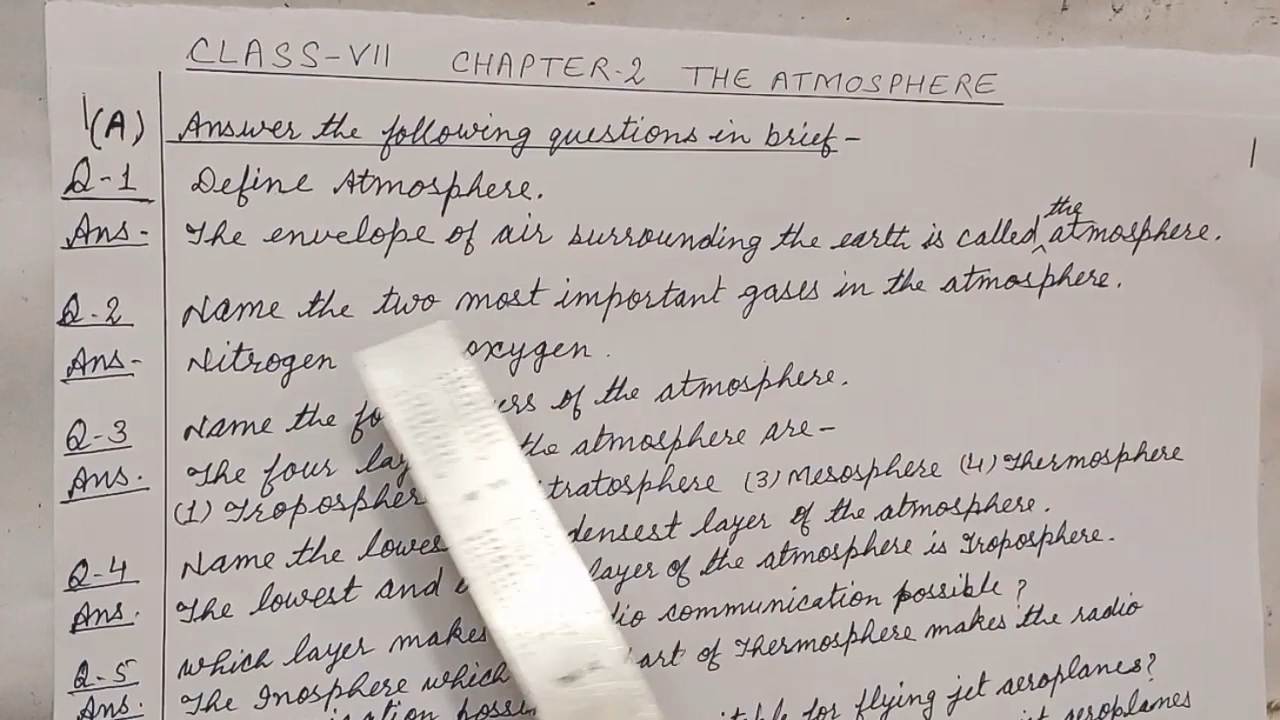 CLASS-VII CHAPTER-2 THE ATMOSPHERE
1(A) Answer the following questions in brief-
Q-1 Define Atmosphere.
Ans- The envelope of air surrounding the earth is called the atmosphere.
Q-2 Name the two most important gases in the atmosphere.
Ans- Nitrogen oxygen.
Q-3 Name the of the atmosphere.
Ans. The four the atmosphere are-
(1) (3) Mesosphere (4) Thermosphere
Q-4 Name the densest layer of the atmosphere.
Ans. The lowest and layer of the atmosphere is Troposphere.
Q-5 which layer makes communication possible?
Ans. The Inosphere which of Thermosphere makes the radio
for flying jet aeroplanes?
aeroplanes